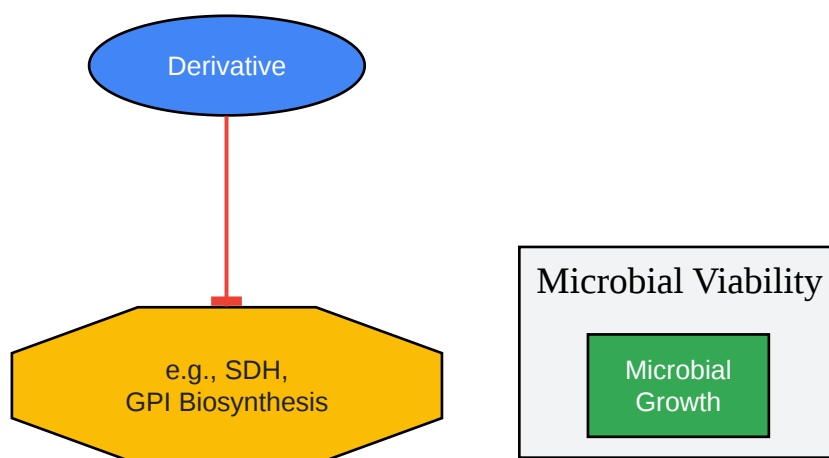 Derivative
e.g., SDH,
GPI Biosynthesis
Microbial Viability
Microbial
Growth